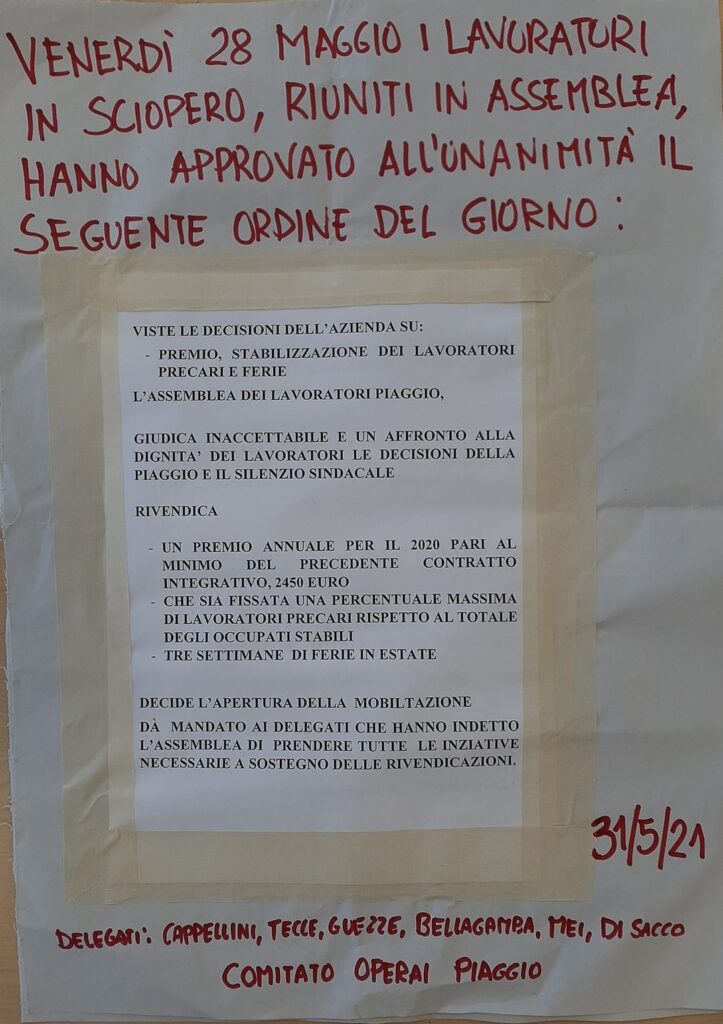 VENERDÌ 28 MAGGIO I LAVORATORI
IN SCIOPERO, RIUNITI IN ASSEMBLEA,
HANNO APPROVATO ALL'UNANIMITÀ IL
SEGUENTE ORDINE DEL GIORNO:
VISTE LE DECISIONI DELL'AZIENDA SU:
- PREMIO, STABILIZZAZIONE DEI LAVORATORI
PRECARI E FERIE
L'ASSEMBLEA DEI LAVORATORI PIAGGIO,
GIUDICA INACCETTABILE E UN AFFRONTO ALLA
DIGNITA' DEI LAVORATORI LE DECISIONI DELLA
PIAGGIO E IL SILENZIO SINDACALE
RIVENDICA
- UN PREMIO ANNUALE PER IL 2020 PARI AL
MINIMO DEL PRECEDENTE CONTRATTO
INTEGRATIVO, 2450 EURO
- CHE SIA FISSATA UNA PERCENTUALE MASSIMA
DI LAVORATORI PRECARI RISPETTO AL TOTALE
DEGLI OCCUPATI STABILI
- TRE SETTIMANE DI FERIE IN ESTATE
DECIDE L'APERTURA DELLA MOBILTAZIONE
DÀ MANDATO AI DELEGATI CHE HANNO INDETTO
L'ASSEMBLEA DI PRENDERE TUTTE LE INZIATIVE
NECESSARIE A SOSTEGNO DELLE RIVENDICAZIONI.
31/5/21
DELEGATI: CAPPELLINI, TECCE, GUEZZE, BELLAGAMBA, MEI, DI SACCO
COMITATO OPERAI PIAGGIO